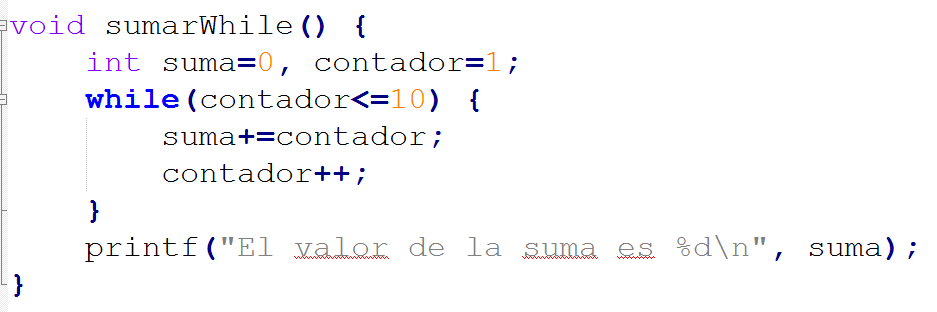 void sumarWhile() {
    int suma=0, contador=1;
    while(contador<=10) {
        suma+=contador;
        contador++;
    }
    printf("El valor de la suma es %d\n", suma);
}